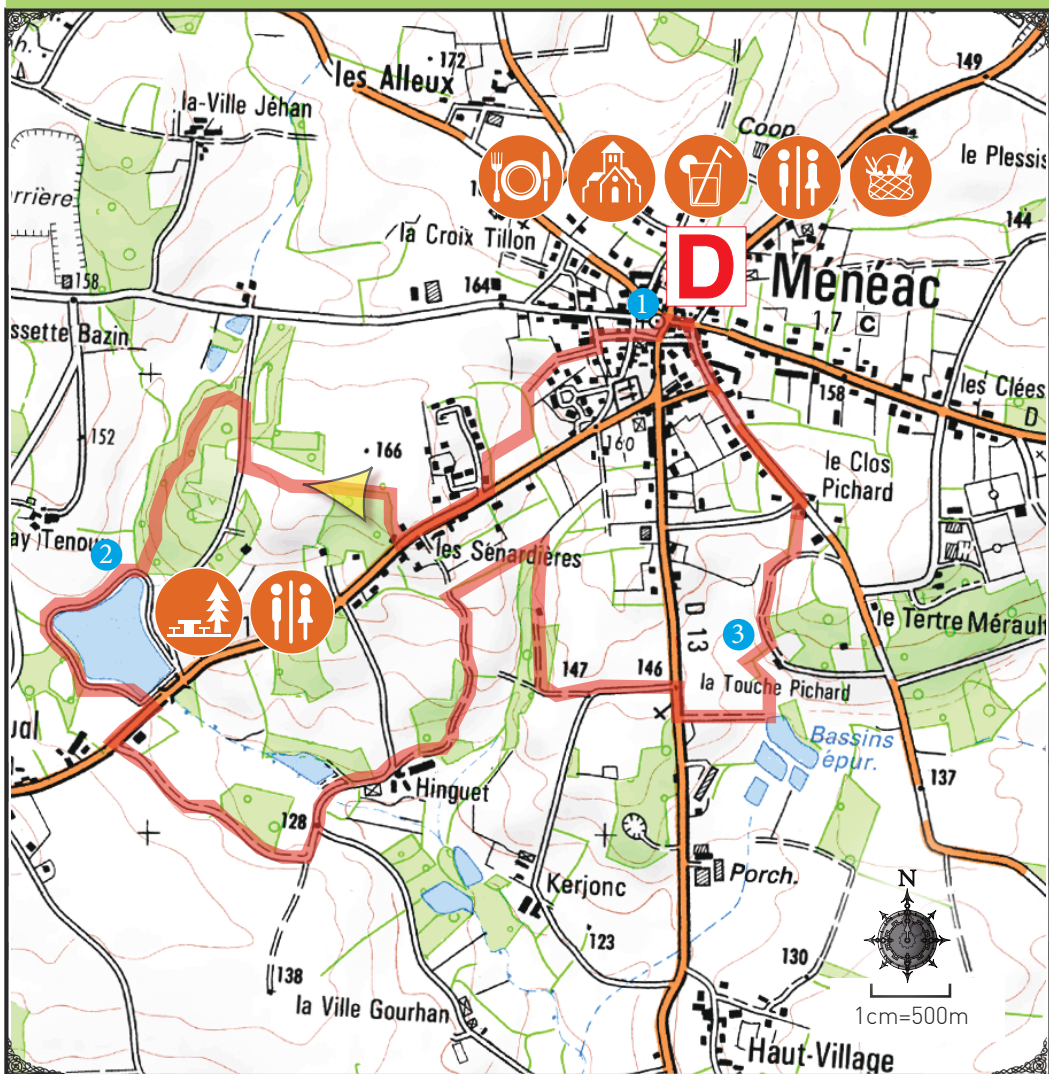 172
les Alleux
149
la-Ville Jéhan
Coop.
le Plessis
rrière
144
la Croix Tillon
D
158
164
1
Ménéac
1,7 C
ssette Bazin
les Clées
158
D
152
160
166
le Clos
Pichard
ay Tenou
2
les Sénardières
D 13
3
le Tertre Mérault
147
146
la Touche Pichard
Bassins
épur.
ual
137
Hinguet
128
N
Kerjonc
Porch.
123
130
138
la Ville Gourhan
1cm=500m
Haut-Village